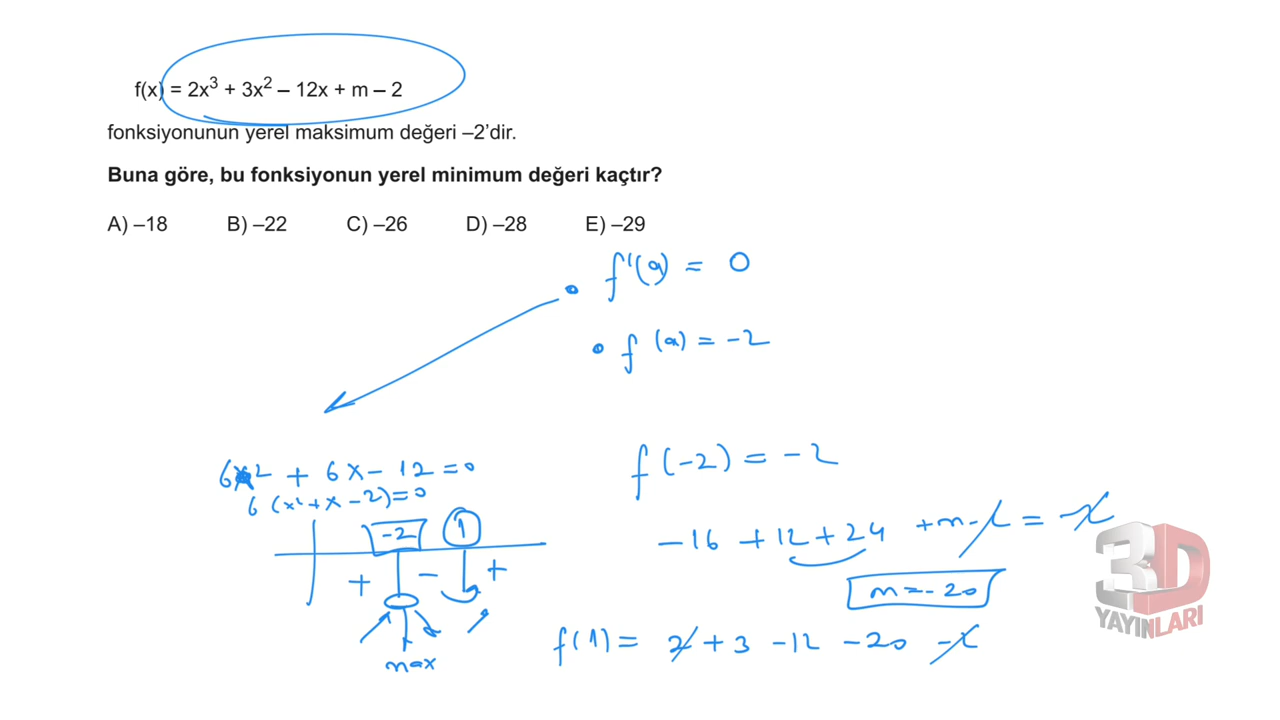 f(x) = 2x³ + 3x² – 12x + m – 2
fonksiyonunun yerel maksimum değeri –2'dir.
Buna göre, bu fonksiyonun yerel minimum değeri kaçtır?
A) –18 B) –22 C) –26 D) –28 E) –29
• f'(a) = 0
• f(a) = -2
6x2 + 6x - 12 = 0
6(x² + x - 2) = 0
-2 1
+ - +
max
f(-2) = -2
-16 + 12 + 24 + m - 2 = -2
m = -20
f(1) = 2 + 3 - 12 - 20 - 2
3D
YAYINLARI